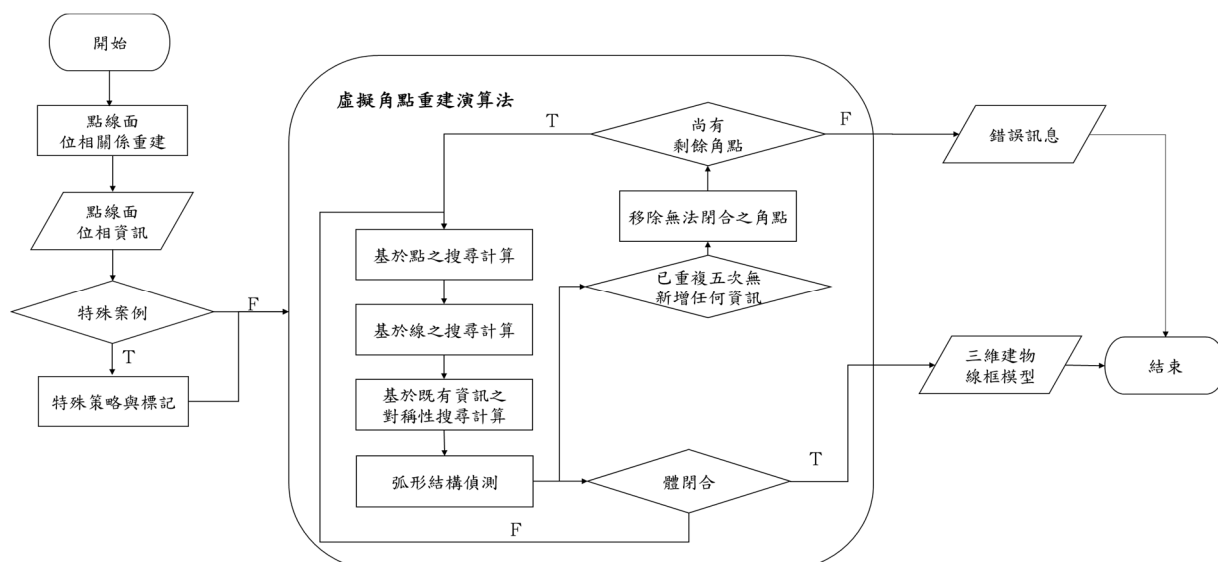 開始
點線面
位相關係重建
點線面
位相資訊
特殊案例
F
T
特殊策略與標記
虛擬角點重建演算法
T
尚有
剩餘角點
F
移除無法閉合之角點
已重複五次無
新增任何資訊
基於點之搜尋計算
基於線之搜尋計算
基於既有資訊之
對稱性搜尋計算
弧形結構偵測
體閉合
T
F
錯誤訊息
三維建物
線框模型
結束